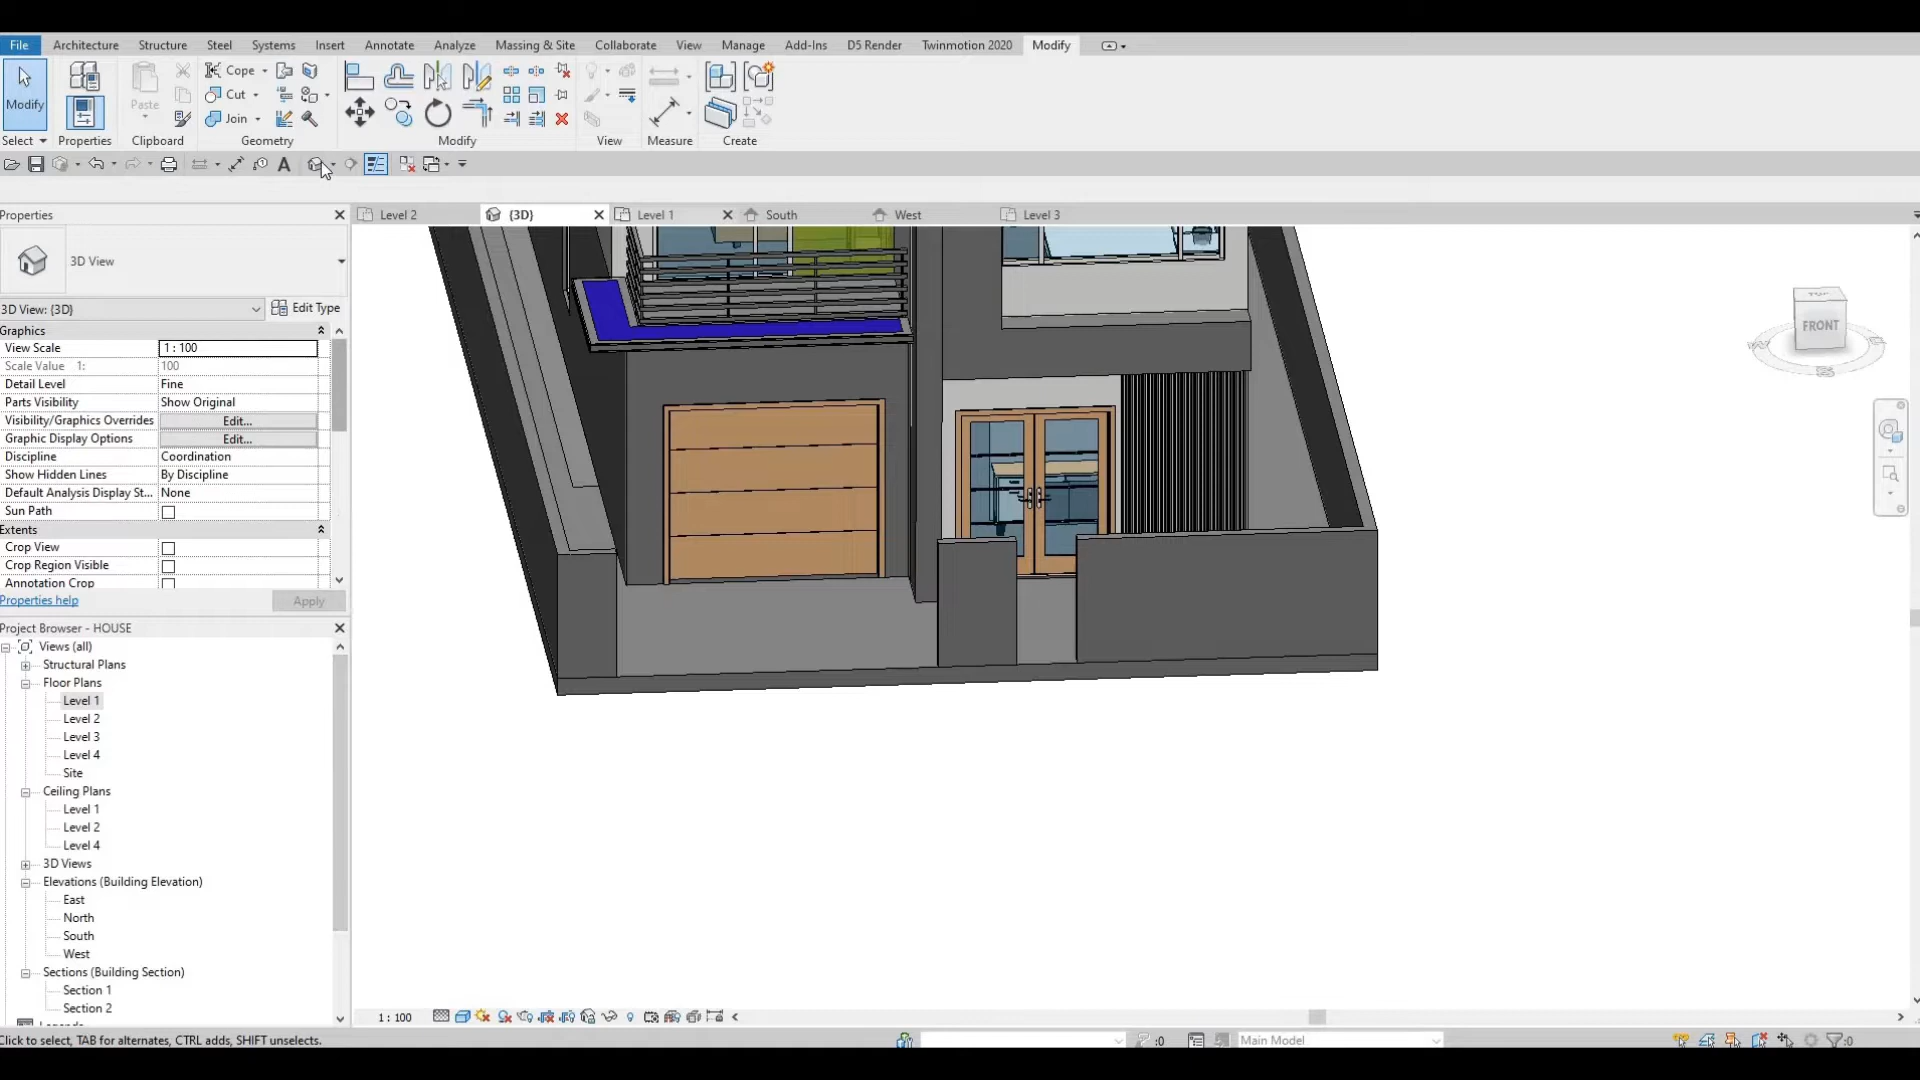 File Architecture Structure Steel Systems Insert Annotate Analyze Massing & Site Collaborate View Manage Add-Ins D5 Render Twinmotion 2020 Modify
Modify
Paste
Cope
Cut
Join
Select Properties Clipboard Geometry Modify View Measure Create
A
Properties
Level 2 {3D} Level 1 South West Level 3
3D View
3D View: {3D} Edit Type
Graphics
View Scale 1 : 100
Scale Value 1: 100
Detail Level Fine
Parts Visibility Show Original
Visibility/Graphics Overrides Edit...
Graphic Display Options Edit...
Discipline Coordination
Show Hidden Lines By Discipline
Default Analysis Display St... None
Sun Path
Extents
Crop View
Crop Region Visible
Annotation Crop
Properties help Apply
Project Browser - HOUSE
Views (all)
Structural Plans
Floor Plans
Level 1
Level 2
Level 3
Level 4
Site
Ceiling Plans
Level 1
Level 2
Level 4
3D Views
Elevations (Building Elevation)
East
North
South
West
Sections (Building Section)
Section 1
Section 2
FRONT
1 : 100
Click to select, TAB for alternates, CTRL adds, SHIFT unselects.
:0 Main Model :0